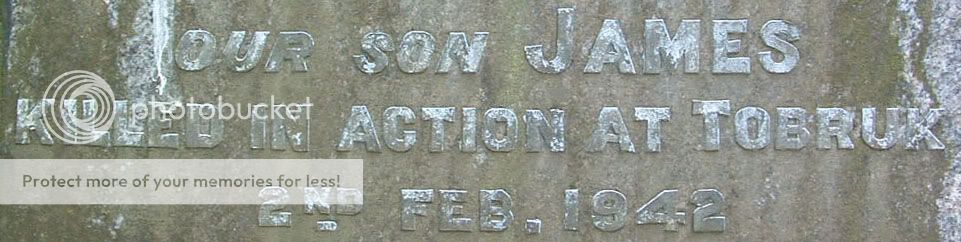 OUR SON JAMES
KILLED IN ACTION AT TOBRUK
2ND FEB. 1942
photobucket
Protect more of your memories for less!